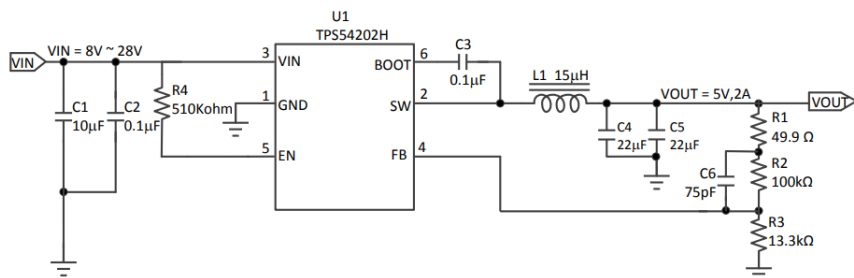 U1
TPS54202H
VIN
VIN = 8V ~ 28V
3
VIN
BOOT
6
C3
0.1µF
R4
510Kohm
C1
10µF
C2
0.1µF
1
GND
SW
2
L1 15µH
VOUT = 5V,2A
VOUT
R1
49.9 Ω
C4
22µF
C5
22µF
5
EN
FB
4
C6
75pF
R2
100kΩ
R3
13.3kΩ